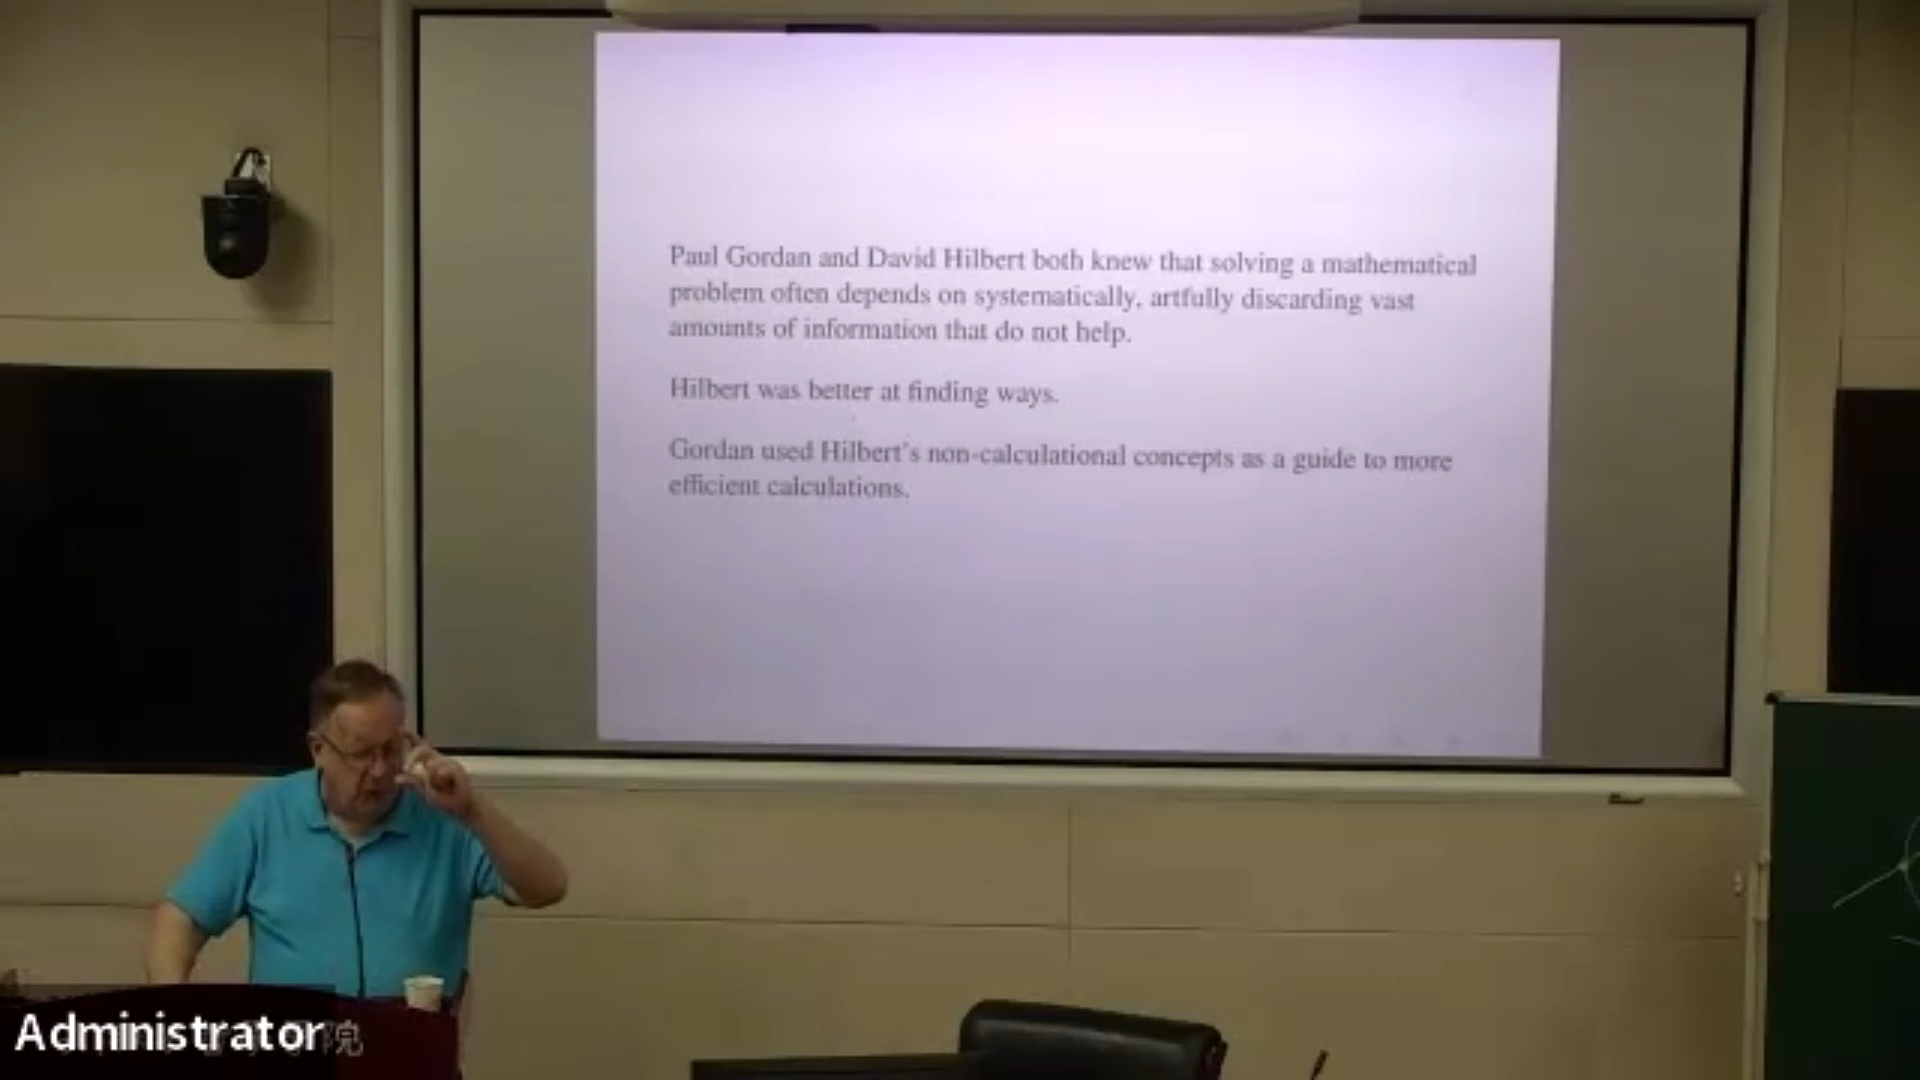 Paul Gordan and David Hilbert both knew that solving a mathematical
problem often depends on systematically, artfully discarding vast
amounts of information that do not help.
Hilbert was better at finding ways.
Gordan used Hilbert's non-calculational concepts as a guide to more
efficient calculations.
Administrator
院